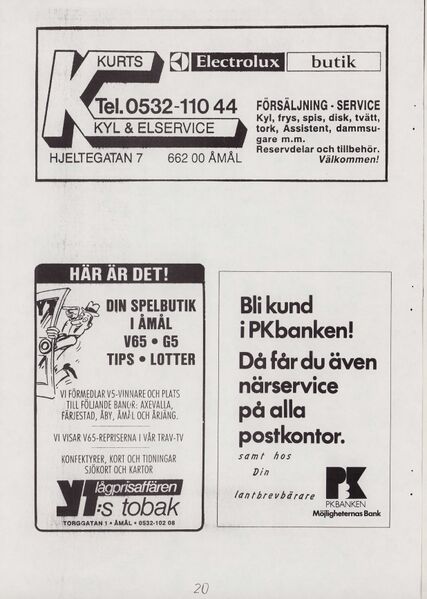 KURTS
Electrolux butik
Tel. 0532-110 44
KYL & ELSERVICE
HJELTEGATAN 7 662 00 ÅMÅL
FÖRSÄLJNING - SERVICE
Kyl, frys, spis, disk, tvätt,
tork, Assistent, dammsu-
gare m.m.
Reservdelar och tillbehör.
Välkommen!
HÄR ÄR DET!
DIN SPELBUTIK
I ÅMÅL
V65 • G5
TIPS • LOTTER
VI FÖRMEDLAR V5-VINNARE OCH PLATS
TILL FÖLJANDE BANOR: AXEVALLA,
FÄRJESTAD, ÅBY, ÅMÅL OCH ÅRJÄNG.
VI VISAR V65-REPRISERNA I VÅR TRAV-TV
KONFEKTYRER, KORT OCH TIDNINGAR
SJÖKORT OCH KARTOR
lågprisaffären
:s tobak
TORGGATAN 1 • ÅMÅL • 0532-102 08
Bli kund
i PKbanken!
Då får du även
närservice
på alla
postkontor.
samt hos
Din
lantbrevbärare
PK
PKBANKEN
Möjligheternas Bank
20